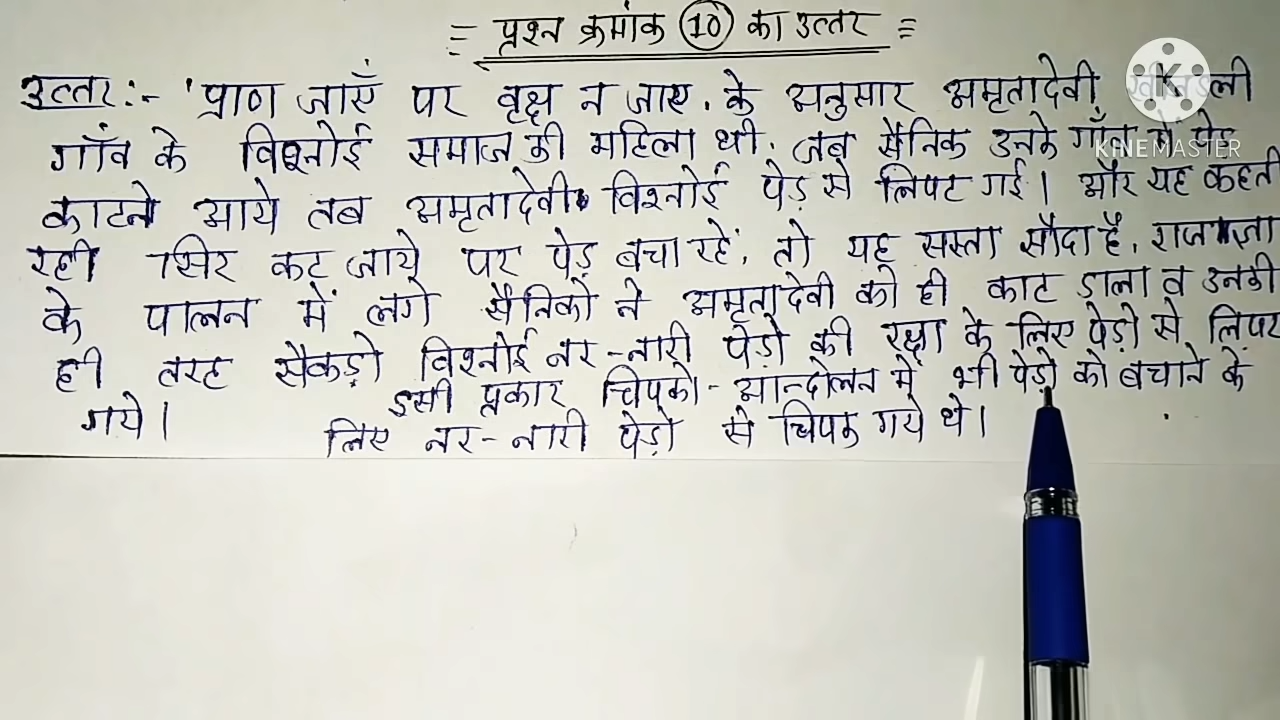 प्रश्न क्रमांक 10 का उत्तर
उत्तर :- 'प्राण जाएँ पर वृक्ष न जाए. के अनुसार अमृतादेवी ली
गाँव के विश्नोई समाज की महिला थी. जब सैनिक उनके गाँव पेड़
काटने आये तब अमृतादेवी विश्नोई पेड़ से लिपट गई। और यह कहती
रही सिर कट जाये पर पेड़ बचा रहे, तो यह सस्ता सौदा है. राजाज्ञा
के पालन में लगे सैनिकों ने अमृतादेवी को ही काट डाला व उनकी
ही तरह सैकड़ो विश्नोई नर-नारी पेड़ो की रक्षा के लिए पेड़ो से लिपट
गये। इसी प्रकार चिपको-आन्दोलन में भी पेड़ो को बचाने के
लिए नर-नारी पेड़ो से चिपक गये थे।
K
KINEMASTER